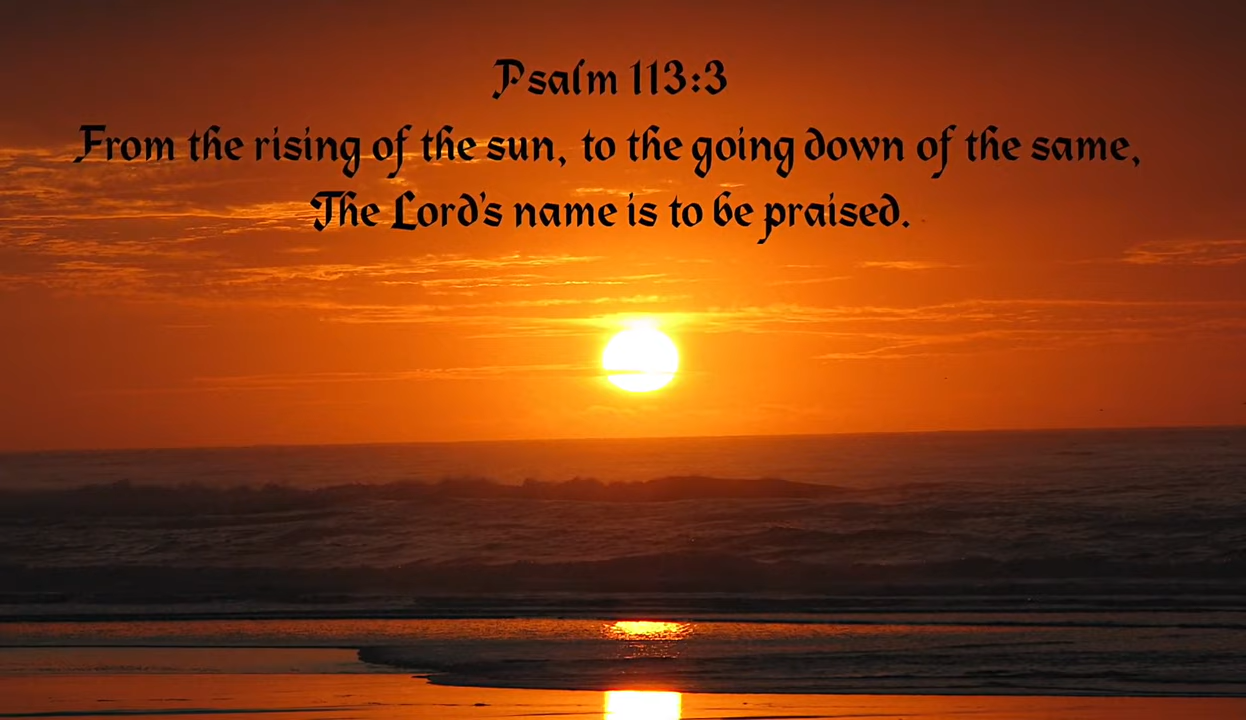 Psalm 113:3
From the rising of the sun, to the going down of the same,
The Lord's name is to be praised.